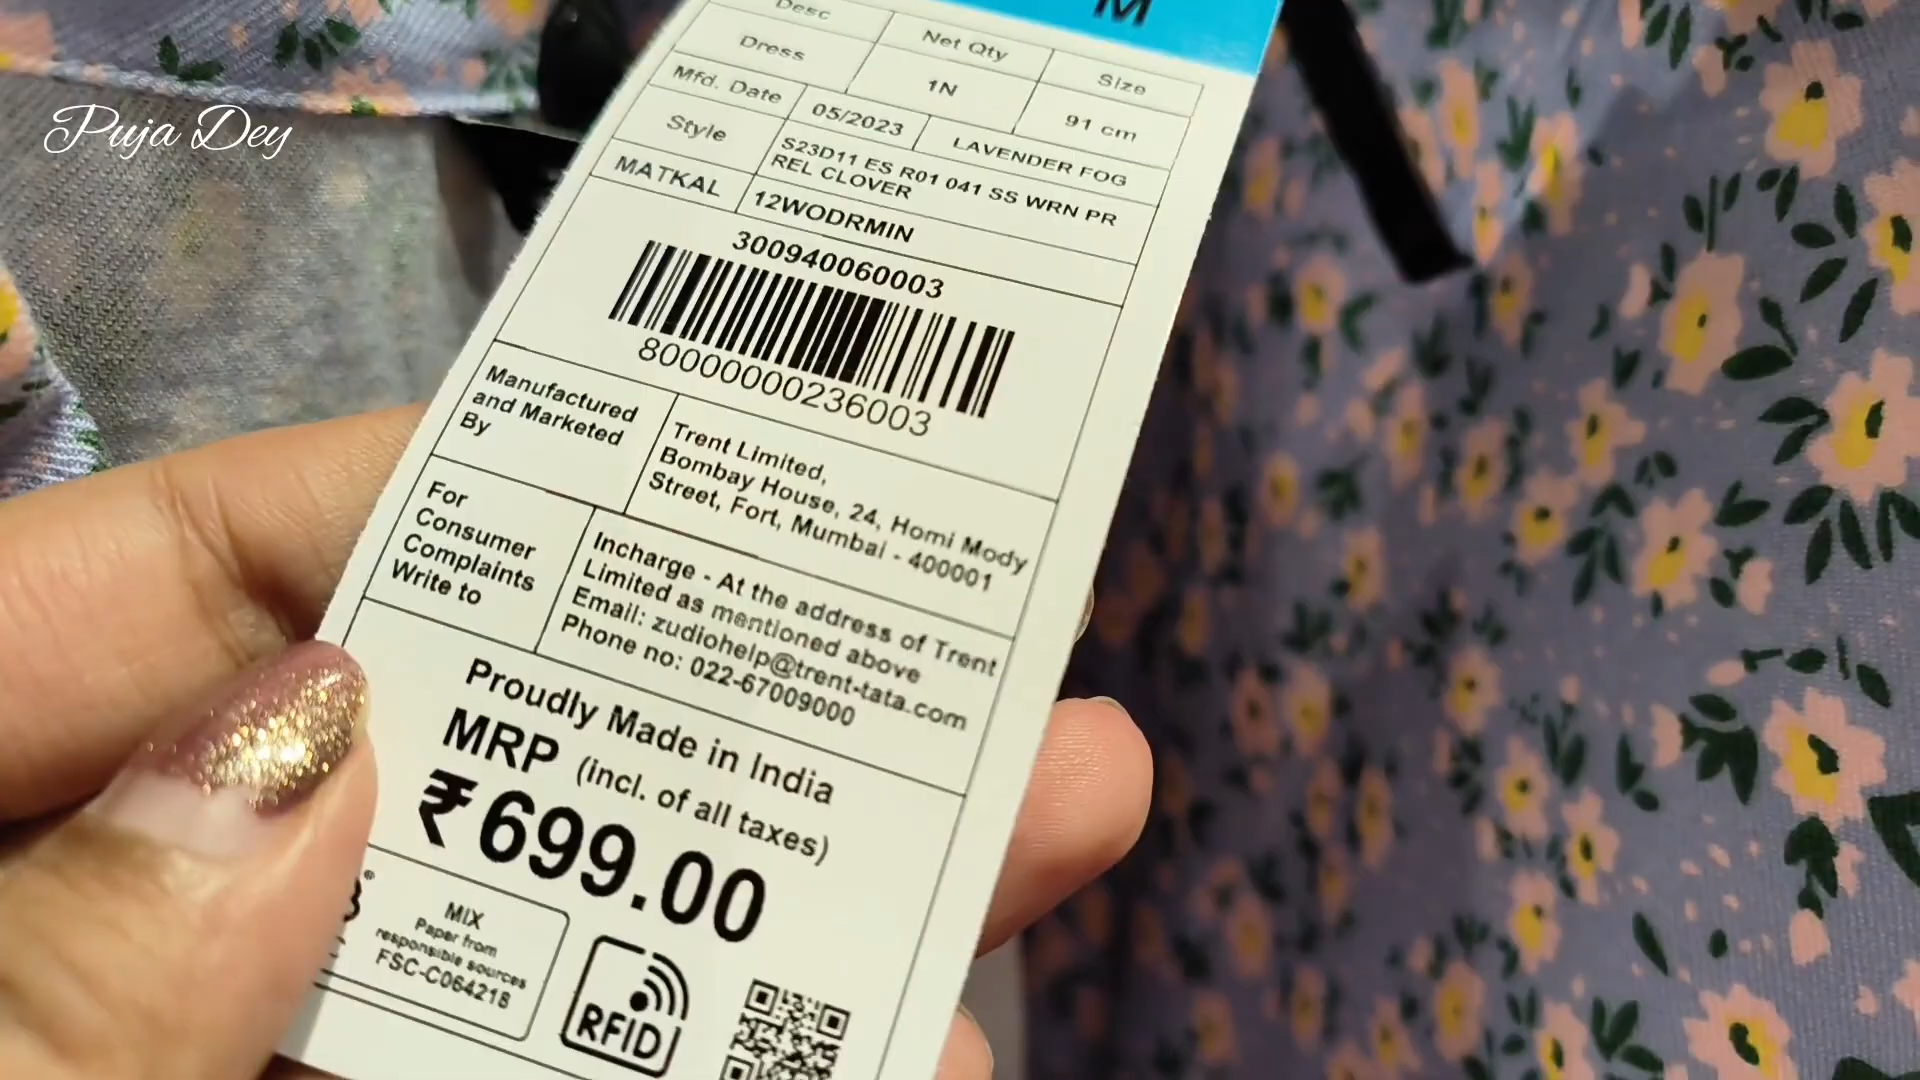 Puja Dey
M
Desc
Net Qty
Size
Dress
1N
91 cm
Mfd. Date
05/2023
LAVENDER FOG
Style
S23D11 ES R01 041 SS WRN PR
REL CLOVER
MATKAL
12WODRMIN
300940060003
8000000236003
Manufactured
and Marketed
By
Trent Limited,
Bombay House, 24, Homi Mody
Street, Fort, Mumbai - 400001
For
Consumer
Complaints
Write to
Incharge - At the address of Trent
Limited as mentioned above
Email: zudiohelp@trent-tata.com
Phone no: 022-67009000
Proudly Made in India
MRP (incl. of all taxes)
₹699.00
MIX
Paper from
responsible sources
FSC-C064218
RFID